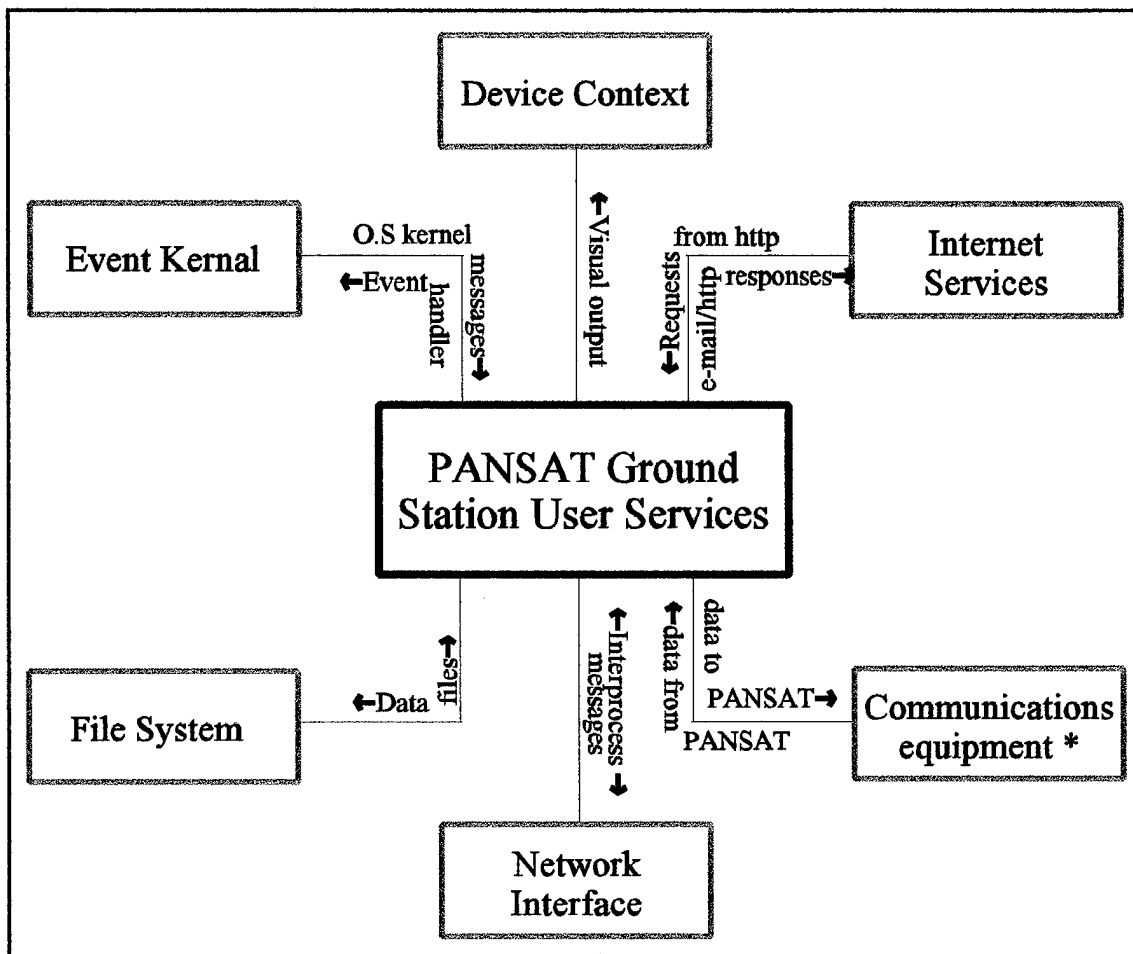 Device Context
Event Kernal
O.S kernel
messages→
←Event
handler
←Visual output
from http
←Requests
e-mail/http
responses→
Internet
Services
PANSAT Ground
Station User Services
←Data
files→
File System
←Interprocess
messages→
←data from
PANSAT
data to
PANSAT→
Communications
equipment *
Network
Interface